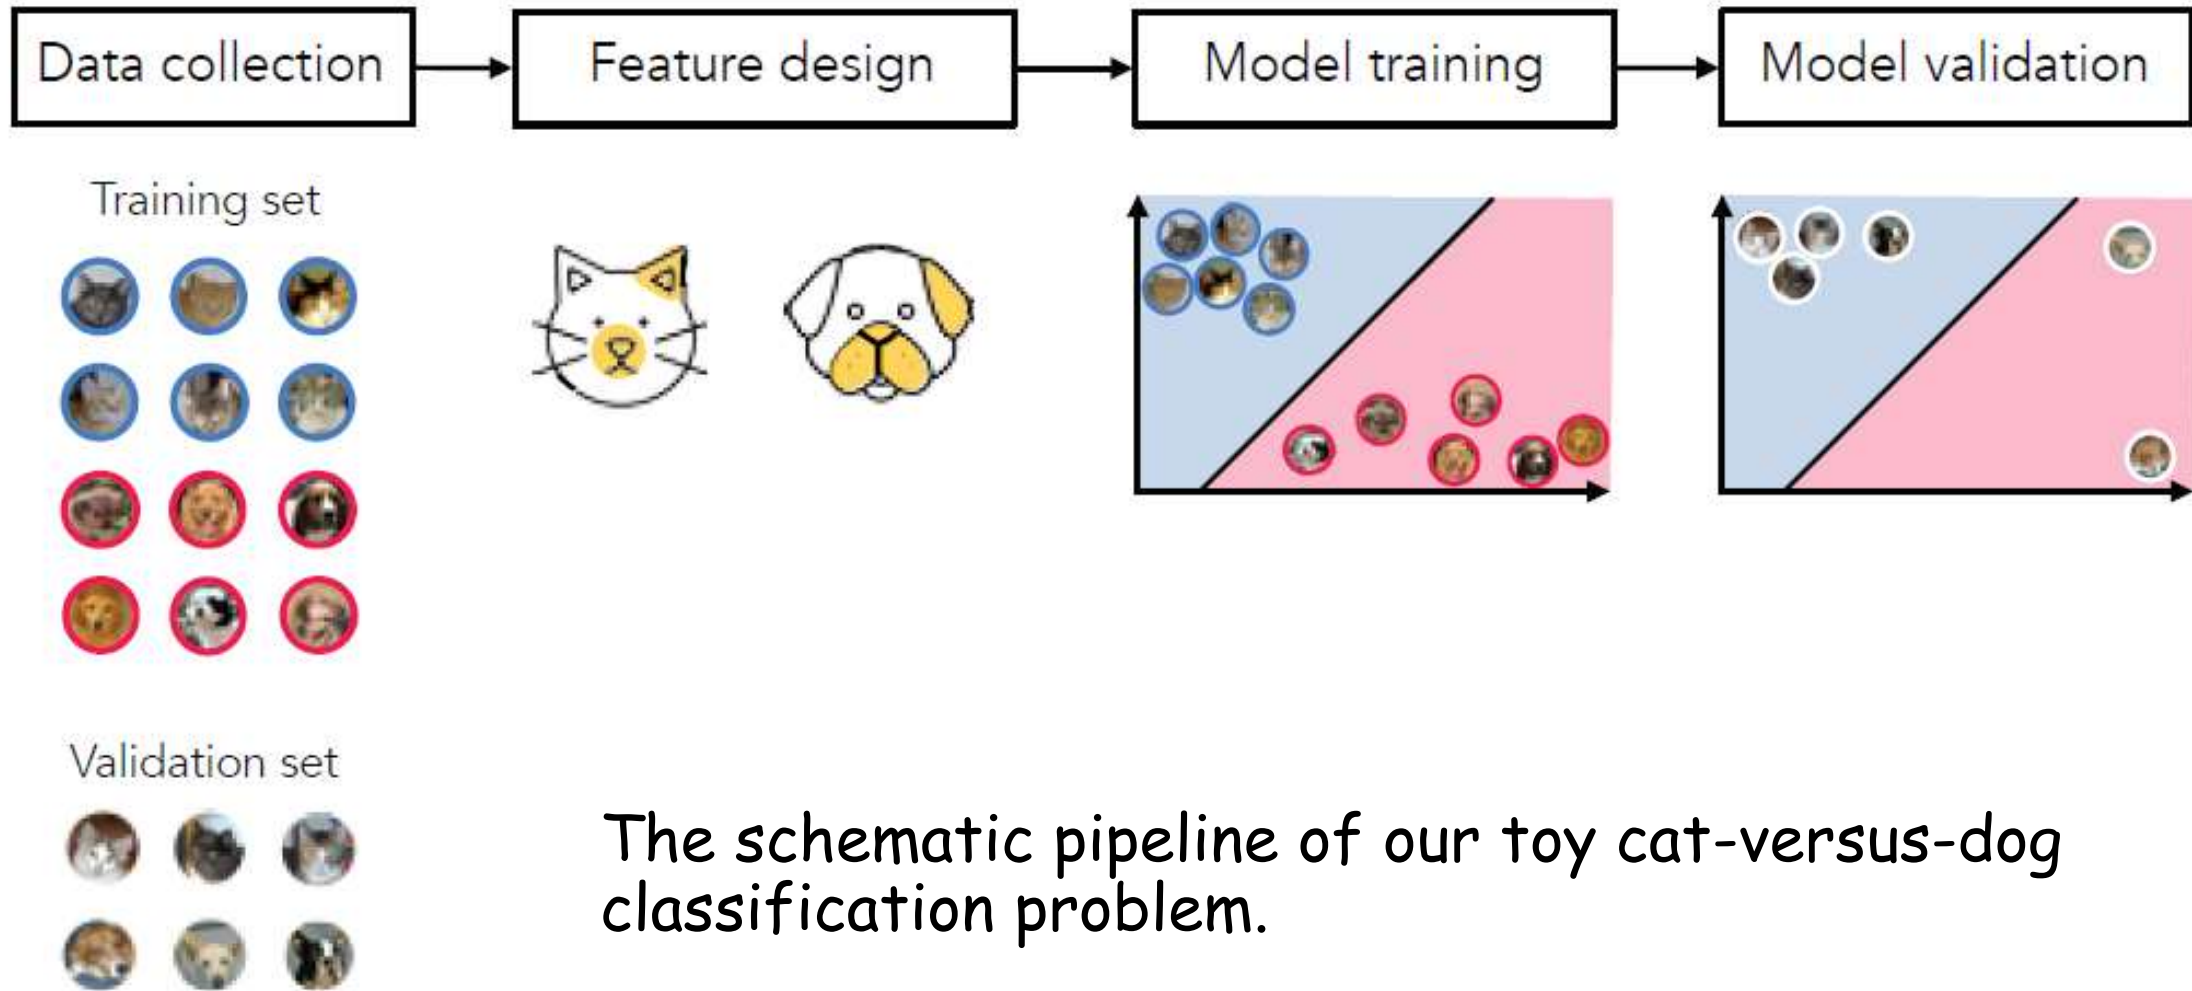 Data collection
Feature design
Model training
Model validation
Training set
Validation set
The schematic pipeline of our toy cat-versus-dog
classification problem.